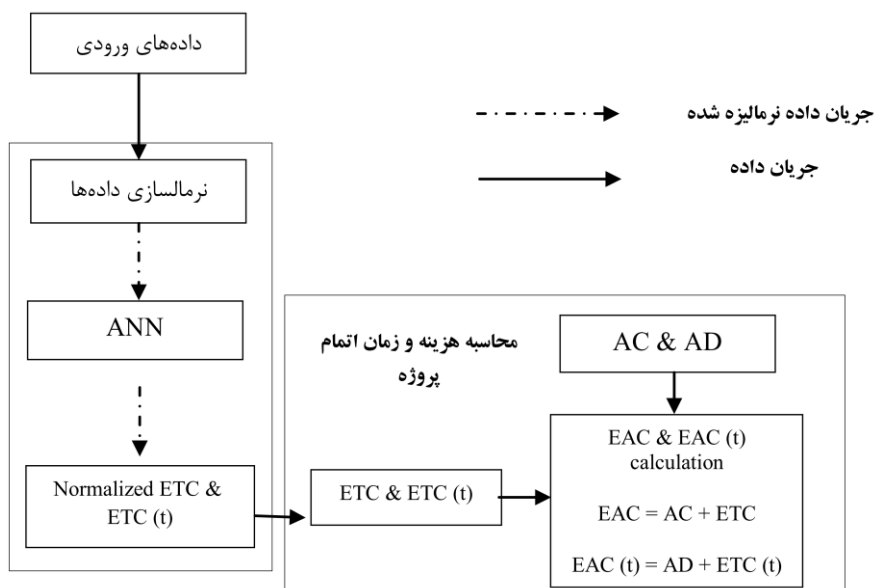 داده‌های ورودی
جریان داده نرمالیزه شده
جریان داده
نرمالسازی داده‌ها
ANN
محاسبه هزینه و زمان اتمام
پروژه
AC & AD
Normalized ETC &
ETC (t)
ETC & ETC (t)
EAC & EAC (t)
calculation
EAC = AC + ETC
EAC (t) = AD + ETC (t)